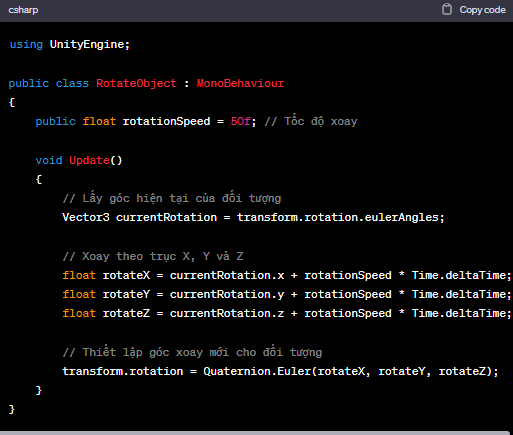 csharp
Copy code
using UnityEngine;
public class RotateObject : MonoBehaviour
{
public float rotationSpeed = 50f; // Tốc độ xoay
void Update()
{
// Lấy góc hiện tại của đối tượng
Vector3 currentRotation = transform.rotation.eulerAngles;
// Xoay theo trục X, Y và Z
float rotateX = currentRotation.x + rotationSpeed * Time.deltaTime;
float rotateY = currentRotation.y + rotationSpeed * Time.deltaTime;
float rotateZ = currentRotation.z + rotationSpeed * Time.deltaTime;
// Thiết lập góc xoay mới cho đối tượng
transform.rotation = Quaternion.Euler(rotateX, rotateY, rotateZ);
}
}